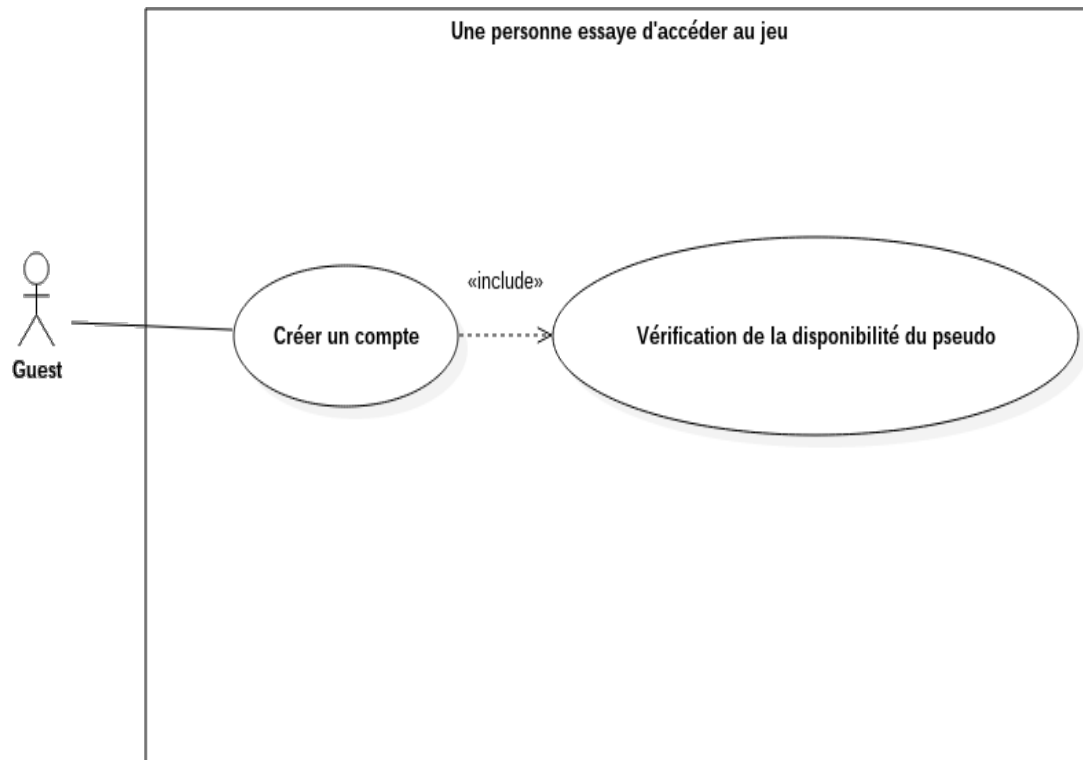 Une personne essaye d'accéder au jeu
«include»
Créer un compte
Vérification de la disponibilité du pseudo
Guest